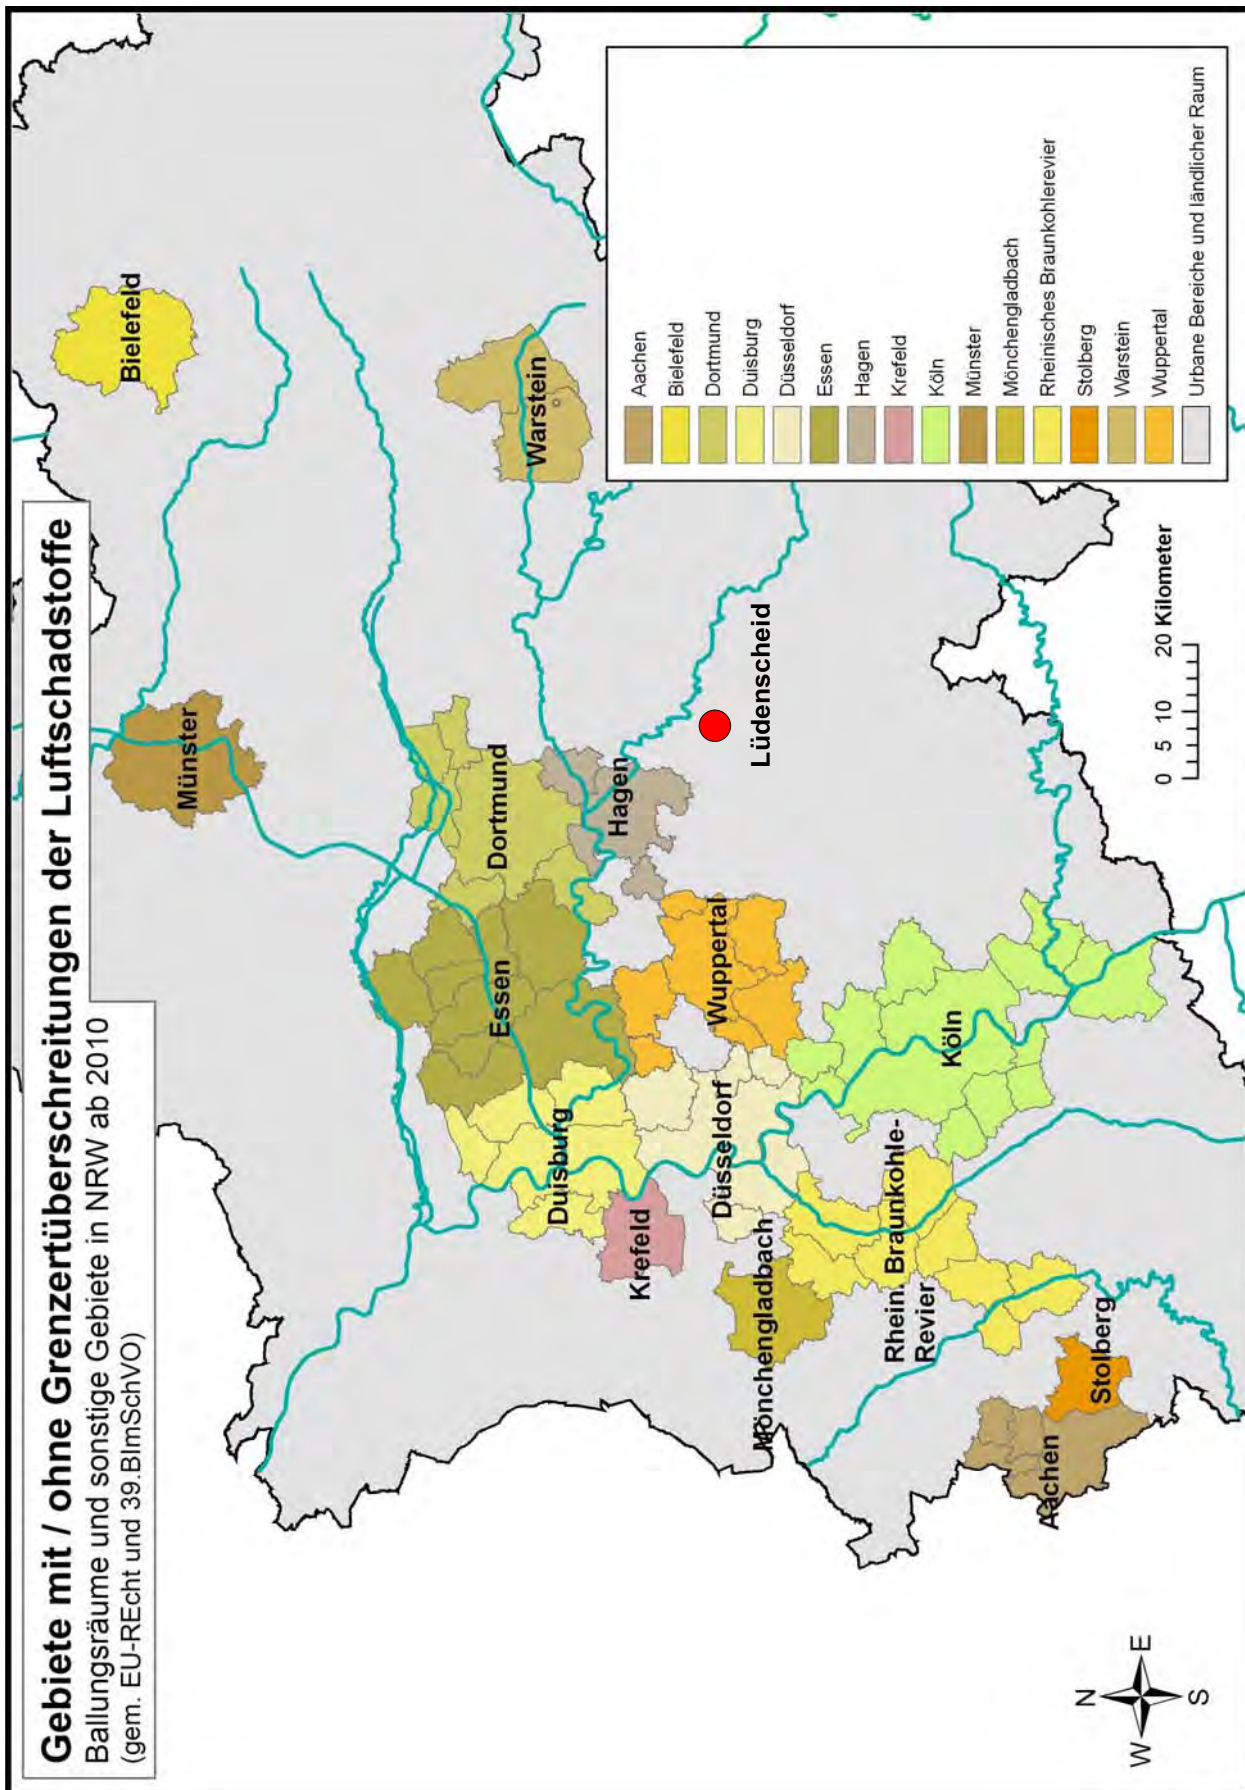 Gebiete mit / ohne Grenzertüberschreitungen der Luftschadstoffe
Ballungsräume und sonstige Gebiete in NRW ab 2010
(gem. EU-REcht und 39.BImSchVO)
Bielefeld
Münster
Warstein
Dortmund
Essen
Hagen
Duisburg
Krefeld
Wuppertal
Düsseldorf
Lüdenscheid
Mönchengladbach
Köln
Rhein. Braunkohle-
Revier
Stolberg
Aachen
Aachen
Bielefeld
Dortmund
Duisburg
Düsseldorf
Essen
Hagen
Krefeld
Köln
Münster
Mönchengladbach
Rheinisches Braunkohlerevier
Stolberg
Warstein
Wuppertal
Urbane Bereiche und ländlicher Raum
0 5 10 20 Kilometer
N
W E
S